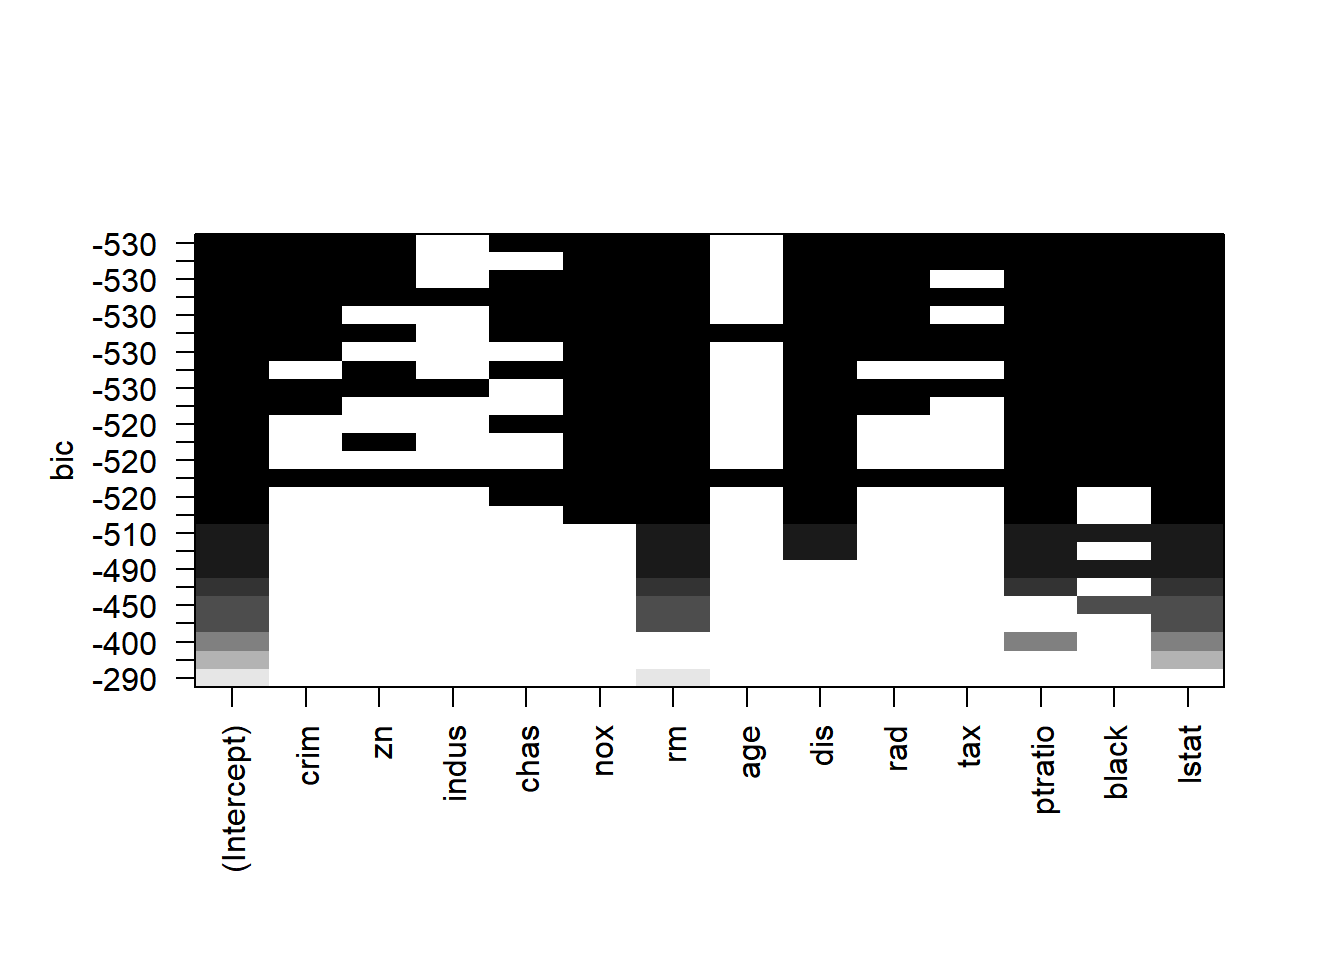 bic
-530
-530
-530
-530
-530
-520
-520
-520
-510
-490
-450
-400
-290
(Intercept)
crim
zn
indus
chas
nox
rm
age
dis
rad
tax
ptratio
black
lstat